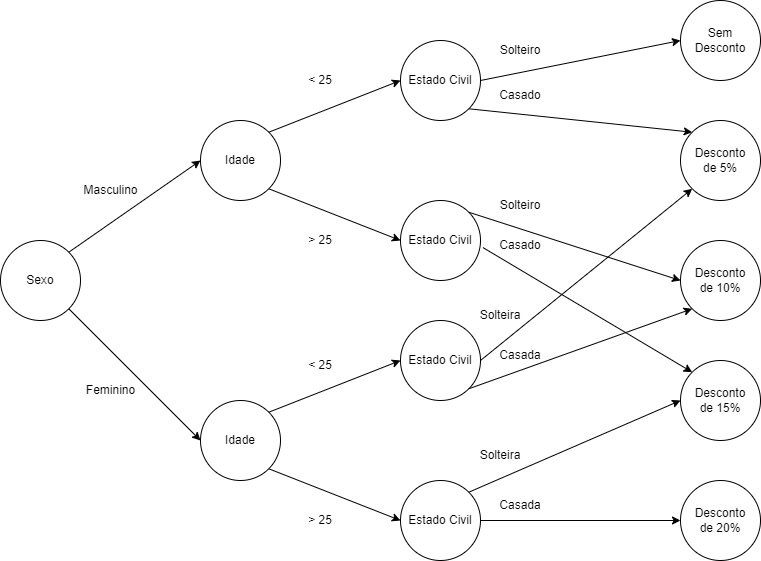 Sem
Desconto
Solteiro
< 25
Estado Civil
Casado
Desconto
de 5%
Idade
Masculino
Solteiro
> 25
Estado Civil
Casado
Desconto
de 10%
Sexo
Solteira
< 25
Estado Civil
Casada
Feminino
Desconto
de 15%
Idade
Solteira
Casada
> 25
Estado Civil
Desconto
de 20%